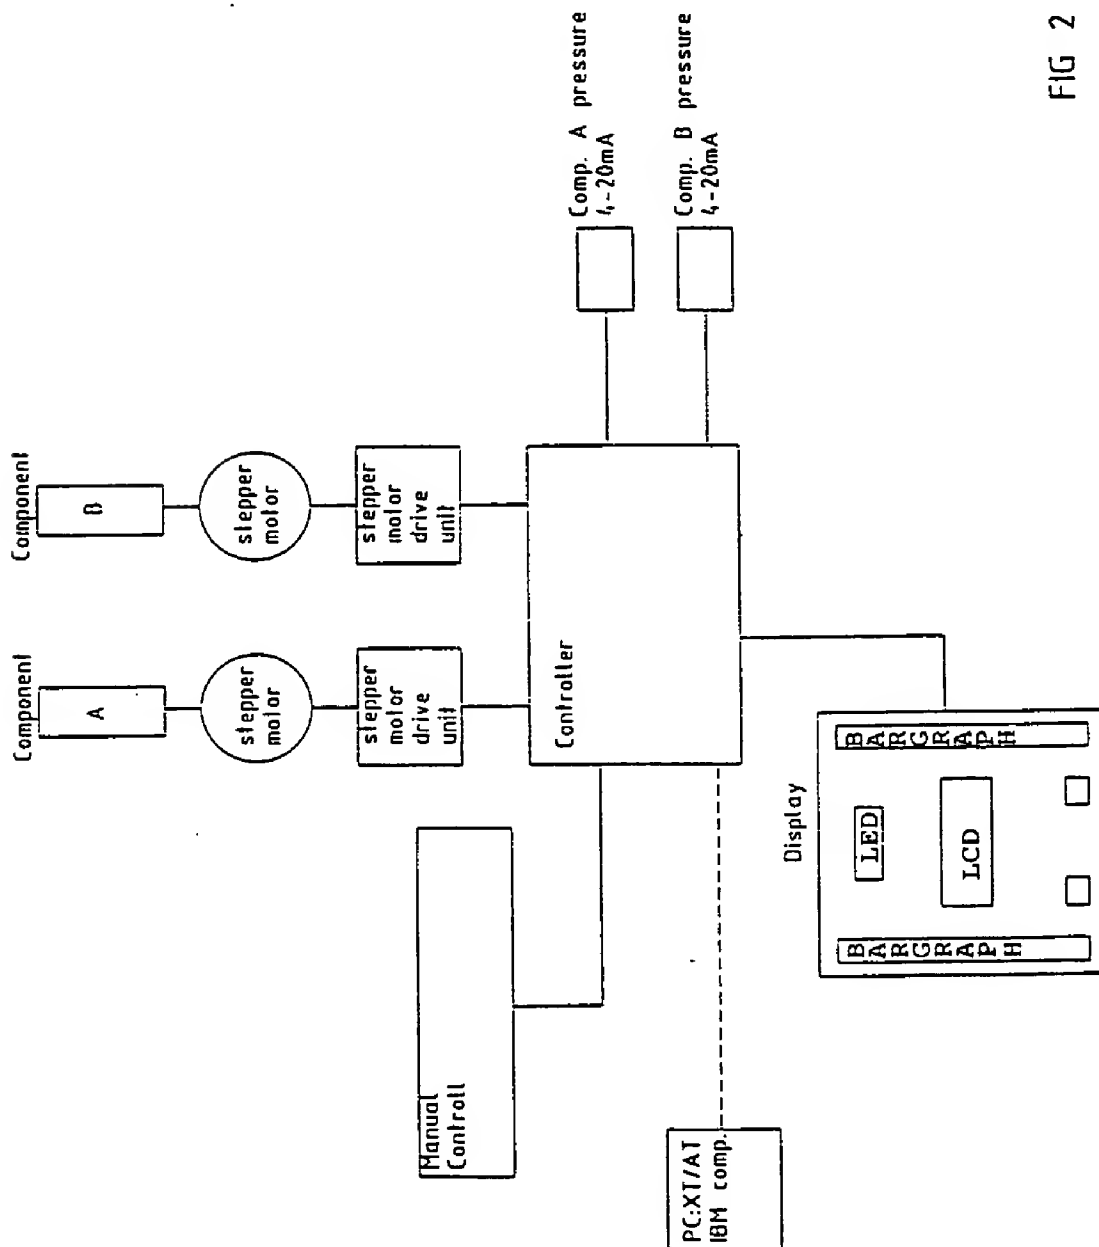 Component
A
stepper
motor
stepper
motor
drive
unit
Component
B
stepper
motor
stepper
motor
drive
unit
Manual
Controll
Controller
Comp. A pressure
4-20mA
Comp. B pressure
4-20mA
PC:XT/AT
IBM comp.
Display
BARGRAPH
LED
LCD
BARGRAPH
FIG 2